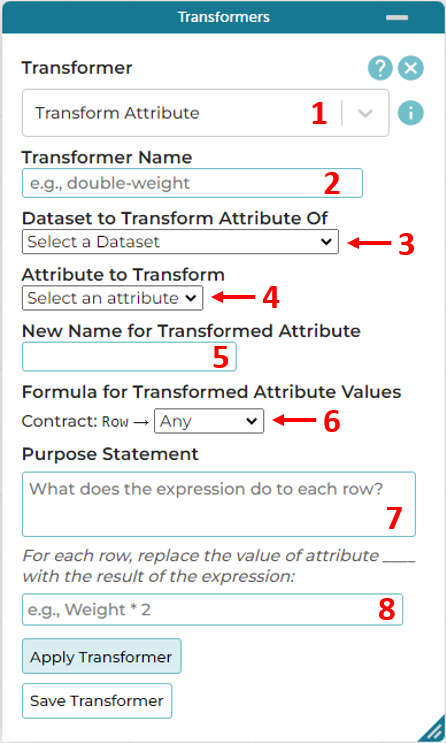 Transformers
Transformer
?
Transform Attribute 1
i
Transformer Name
e.g., double-weight 2
Dataset to Transform Attribute Of
Select a Dataset 3
Attribute to Transform
Select an attribute 4
New Name for Transformed Attribute
5
Formula for Transformed Attribute Values
Contract: Row → Any 6
Purpose Statement
What does the expression do to each row?
7
For each row, replace the value of attribute ____
with the result of the expression:
e.g., Weight * 2 8
Apply Transformer
Save Transformer